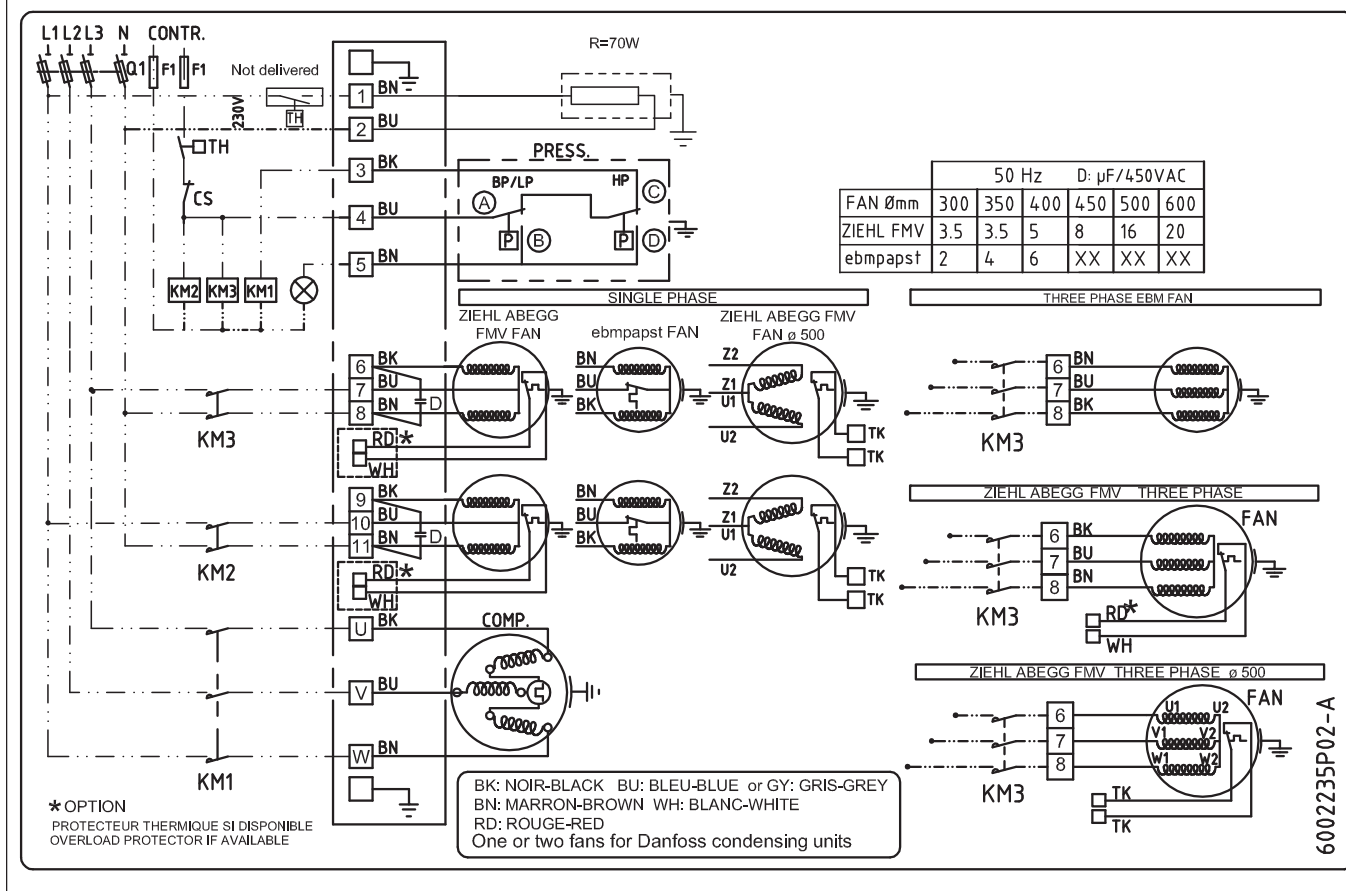 L1 L2 L3 N CONTR.
Q1 F1 F1
Not delivered
TH
230V
TH
CS
KM2 KM3 KM1
KM3
KM2
KM1
* OPTION
PROTECTEUR THERMIQUE SI DISPONIBLE
OVERLOAD PROTECTOR IF AVAILABLE
1 BN
2 BU
3 BK
4 BU
5 BN
6 BK
7 BU
8 BN
D
RD*
WH
9 BK
10 BU
11 BN
D
RD*
WH
U BK
V BU
W BN
R=70W
PRESS.
BP/LP HP
A C
P B P D
50 Hz D: µF/450VAC
FAN Ømm 300 350 400 450 500 600
ZIEHL FMV 3.5 3.5 5 8 16 20
ebmpapst 2 4 6 XX XX XX
SINGLE PHASE
ZIEHL ABEGG
FMV FAN
ebmpapst FAN
ZIEHL ABEGG FMV
FAN ø 500
BN
BU
BK
Z2
Z1
U1
U2
TK
TK
BN
BU
BK
Z2
Z1
U1
U2
TK
TK
COMP.
THREE PHASE EBM FAN
6 BN
7 BU
8 BK
KM3
ZIEHL ABEGG FMV THREE PHASE
FAN
6 BK
7 BU
8 BN
KM3
RD*
WH
ZIEHL ABEGG FMV THREE PHASE ø 500
FAN
6 U1 U2
7 V1 V2
8 W1 W2
KM3
TK
TK
BK: NOIR-BLACK BU: BLEU-BLUE or GY: GRIS-GREY
BN: MARRON-BROWN WH: BLANC-WHITE
RD: ROUGE-RED
One or two fans for Danfoss condensing units
6002235P02-A